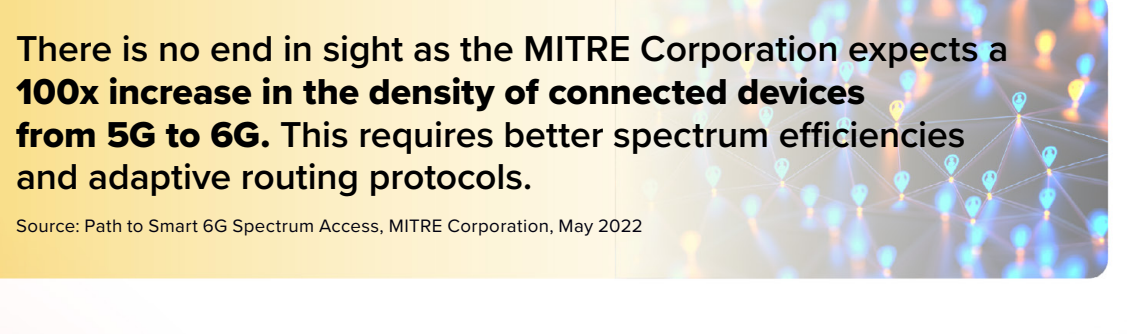 There is no end in sight as the MITRE Corporation expects a
100x increase in the density of connected devices
from 5G to 6G. This requires better spectrum efficiencies
and adaptive routing protocols.
Source: Path to Smart 6G Spectrum Access, MITRE Corporation, May 2022